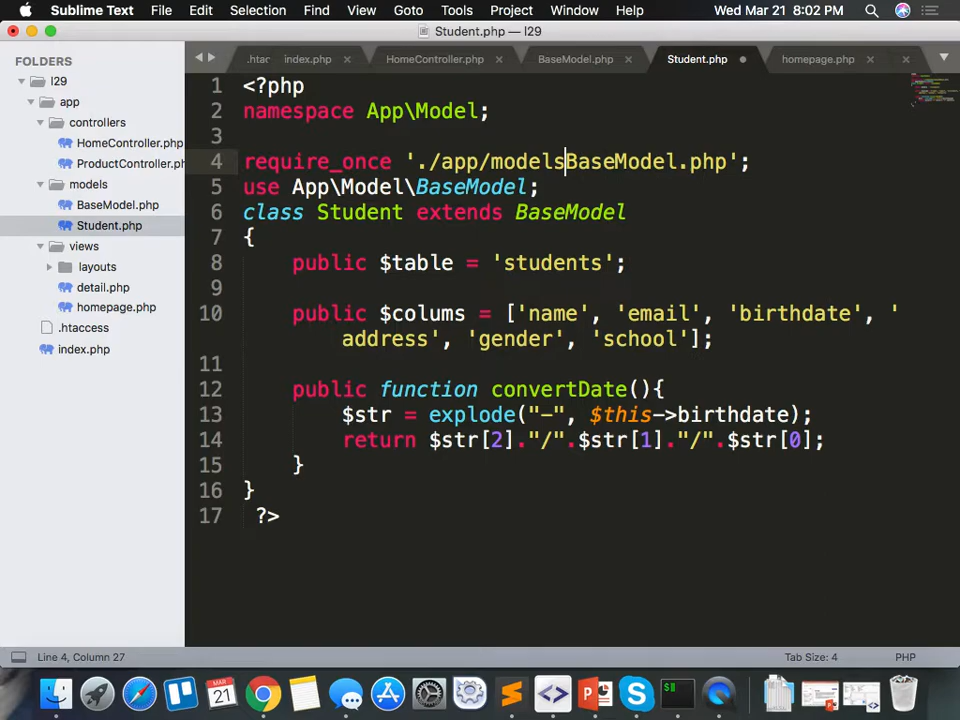 Sublime Text File Edit Selection Find View Goto Tools Project Window Help Wed Mar 21 8:02 PM
Student.php — l29
FOLDERS
l29
app
controllers
HomeController.php
ProductController.ph
models
BaseModel.php
Student.php
views
layouts
detail.php
homepage.php
.htaccess
index.php
.htac index.php HomeController.php BaseModel.php Student.php homepage.php
1 <?php
2 namespace App\Model;
3
4 require_once './app/modelsBaseModel.php';
5 use App\Model\BaseModel;
6 class Student extends BaseModel
7 {
8 public $table = 'students';
9
10 public $colums = ['name', 'email', 'birthdate', '
address', 'gender', 'school'];
11
12 public function convertDate(){
13 $str = explode("-", $this->birthdate);
14 return $str[2]."/".$str[1]."/".$str[0];
15 }
16 }
17 ?>
Line 4, Column 27 Tab Size: 4 PHP